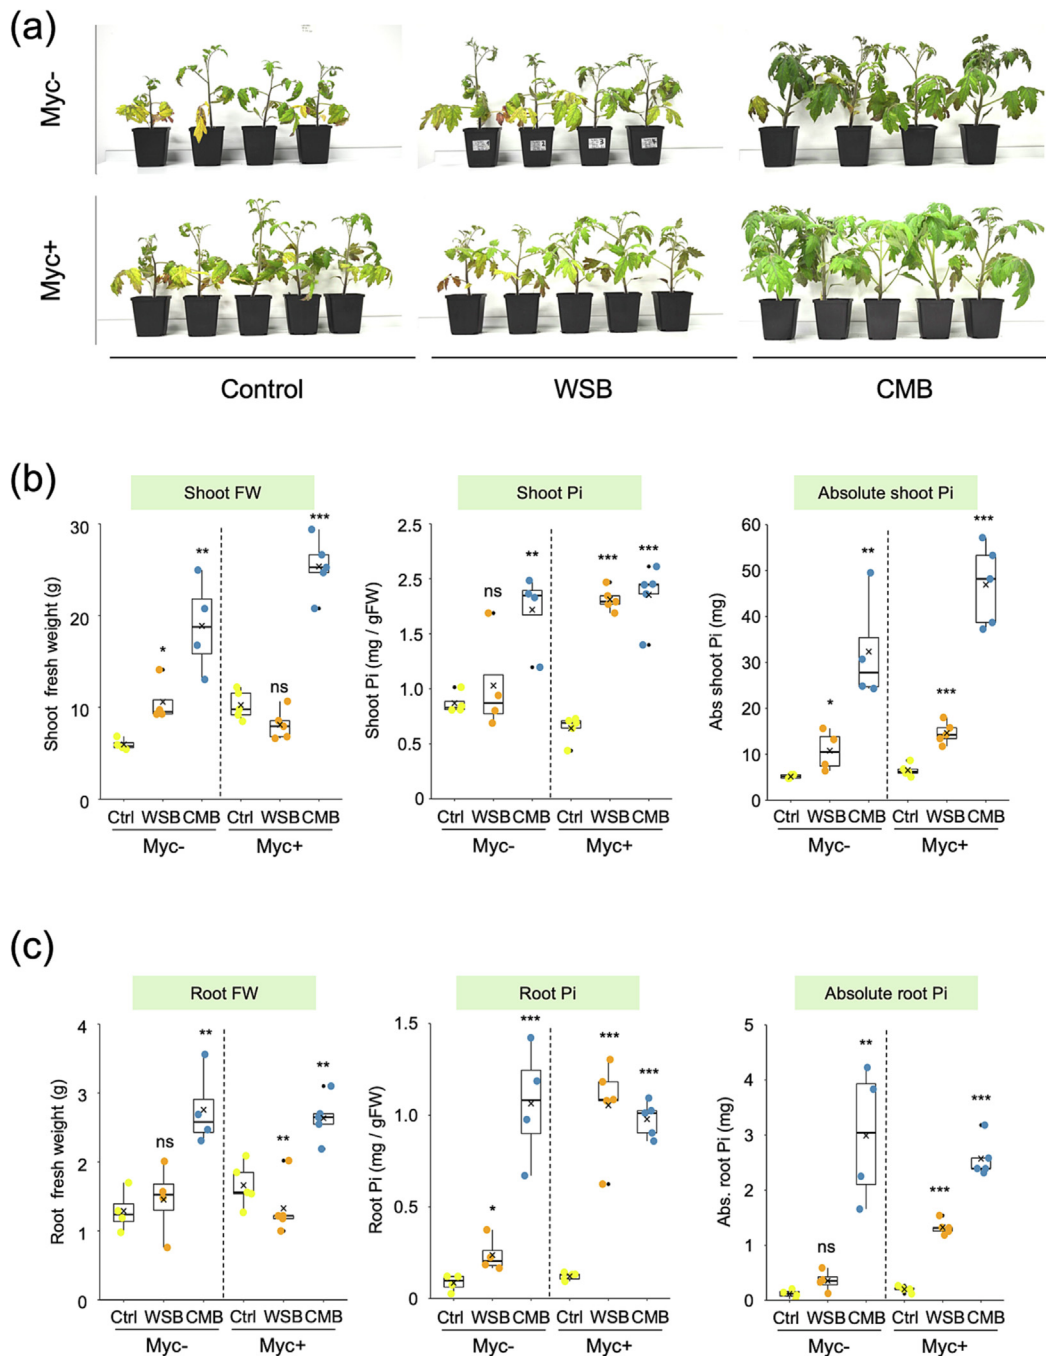 (a)
Myc-
Myc+
Control WSB CMB
(b)
Shoot FW
Shoot fresh weight (g)
30
20
10
0
*
**
ns
***
Ctrl WSB CMB Ctrl WSB CMB
Myc- Myc+
Shoot Pi
Shoot Pi (mg / gFW)
2.5
2.5
1.5
1.0
0.5
0
ns
**
***
***
Ctrl WSB CMB Ctrl WSB CMB
Myc- Myc+
Absolute shoot Pi
Abs shoot Pi (mg)
60
50
40
30
20
10
0
*
**
***
***
Ctrl WSB CMB Ctrl WSB CMB
Myc- Myc+
(c)
Root FW
Root fresh weight (g)
4
3
2
1
0
ns
**
**
**
Ctrl WSB CMB Ctrl WSB CMB
Myc- Myc+
Root Pi
Root Pi (mg / gFW)
1.5
1.0
0.5
0
*
***
***
***
Ctrl WSB CMB Ctrl WSB CMB
Myc- Myc+
Absolute root Pi
Abs. root Pi (mg)
5
4
3
2
1
0
ns
**
***
***
Ctrl WSB CMB Ctrl WSB CMB
Myc- Myc+